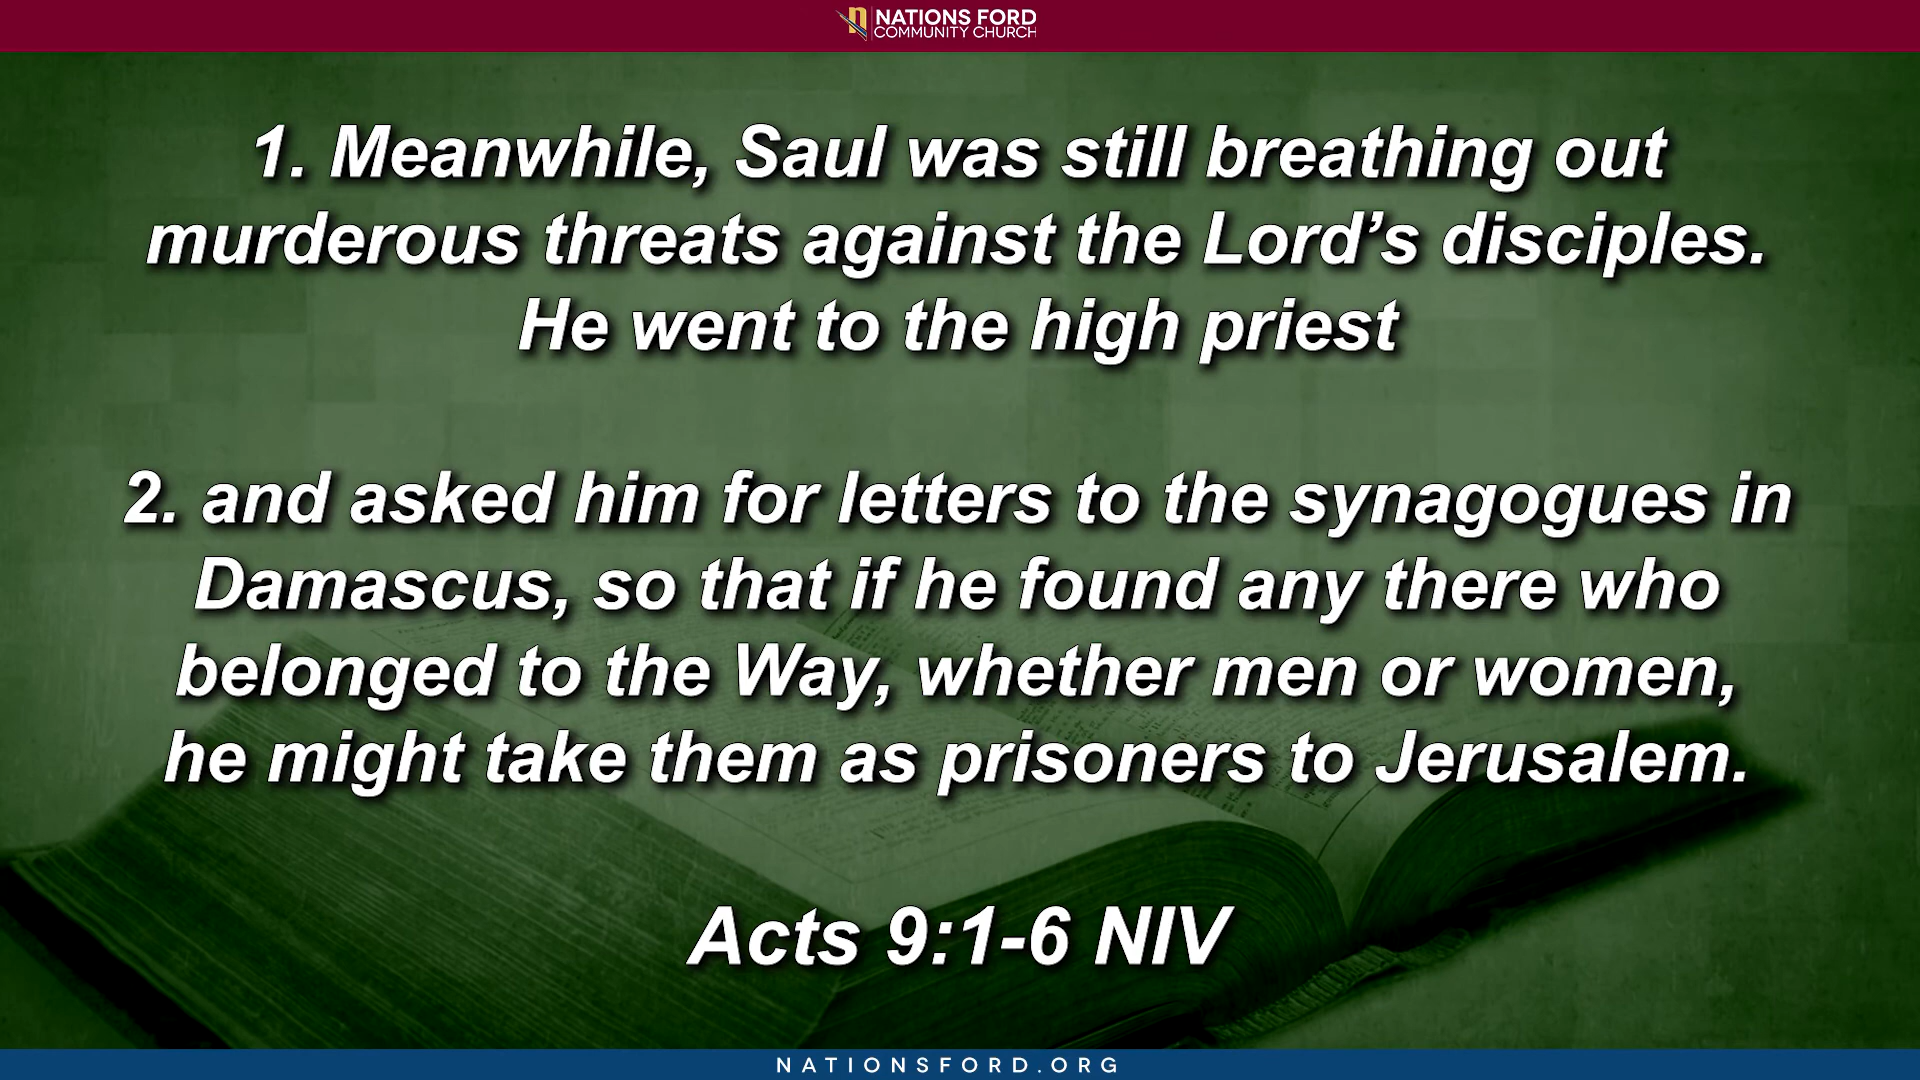 NATIONS FORD
COMMUNITY CHURCH
1. Meanwhile, Saul was still breathing out
murderous threats against the Lord’s disciples.
He went to the high priest
2. and asked him for letters to the synagogues in
Damascus, so that if he found any there who
belonged to the Way, whether men or women,
he might take them as prisoners to Jerusalem.
Acts 9:1-6 NIV
NATIONSFORD.ORG